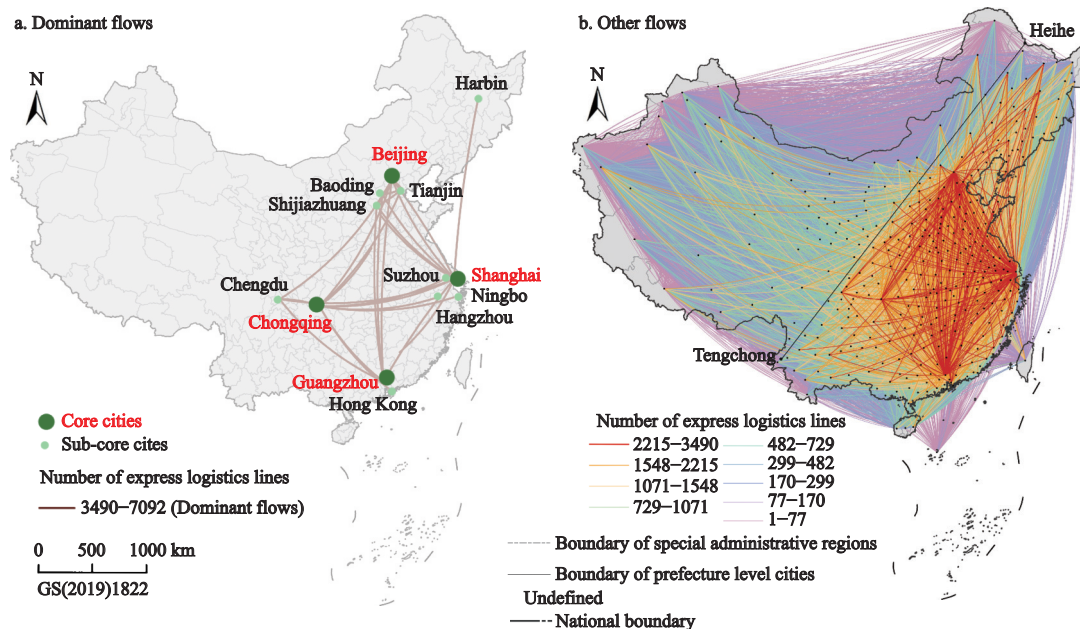 a. Dominant flows
N
Harbin
Beijing
Baoding
Tianjin
Shijiazhuang
Suzhou
Shanghai
Chengdu
Ningbo
Hangzhou
Chongqing
Guangzhou
Hong Kong
Core cities
Sub-core cites
Number of express logistics lines
3490−7092 (Dominant flows)
0 500 1000 km
GS(2019)1822
b. Other flows
N
Heihe
Tengchong
Number of express logistics lines
2215−3490
1548−2215
1071−1548
729−1071
482−729
299−482
170−299
77−170
1−77
Boundary of special administrative regions
Boundary of prefecture level cities
Undefined
National boundary